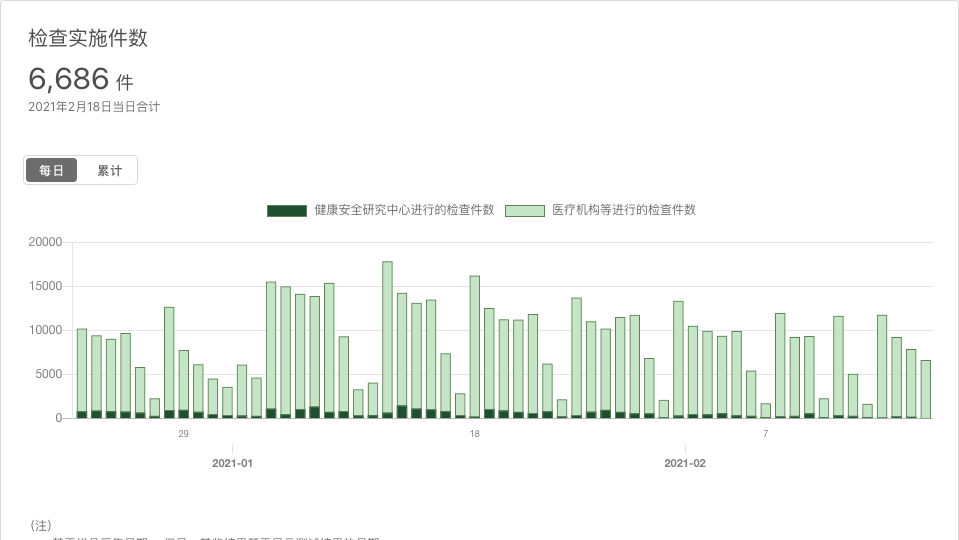 检查实施件数
6,686 件
2021年2月18日当日合计
每日 累计
健康安全研究中心进行的检查件数 医疗机构等进行的检查件数
20000
15000
10000
5000
0
29 18 7
2021-01 2021-02
(注)